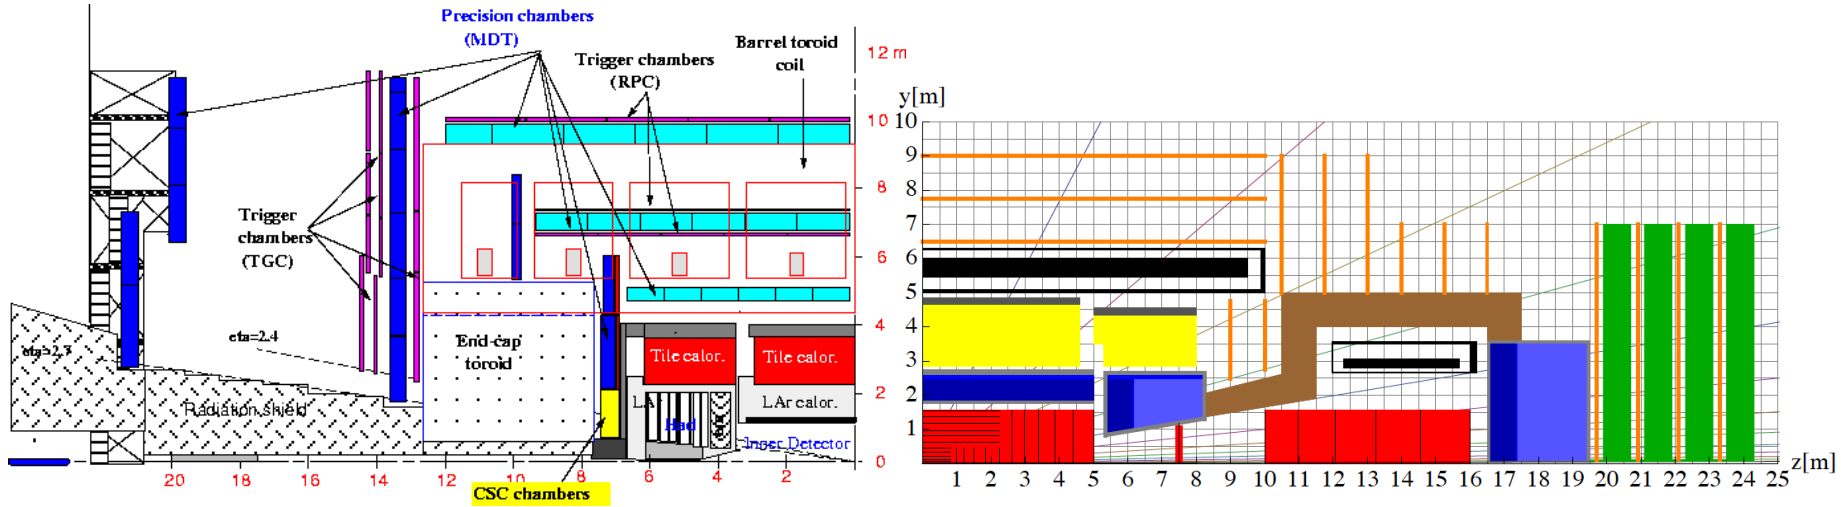 Precision chambers
(MDT)
Barrel toroid
coil
12 m
Trigger chambers
(RPC)
10
8
Trigger
chambers
(TGC)
6
4
eta=2.4
End-cap
toroid
Tile calor.
Tile calor.
2
Radiation shield
LAr calor.
Inner Detector
0
20
18
16
14
12
10
8
6
4
2
CSC chambers
y[m]
10
9
8
7
6
5
4
3
2
1
1
2
3
4
5
6
7
8
9
10
11
12
13
14
15
16
17
18
19
20
21
22
23
24
25
z[m]